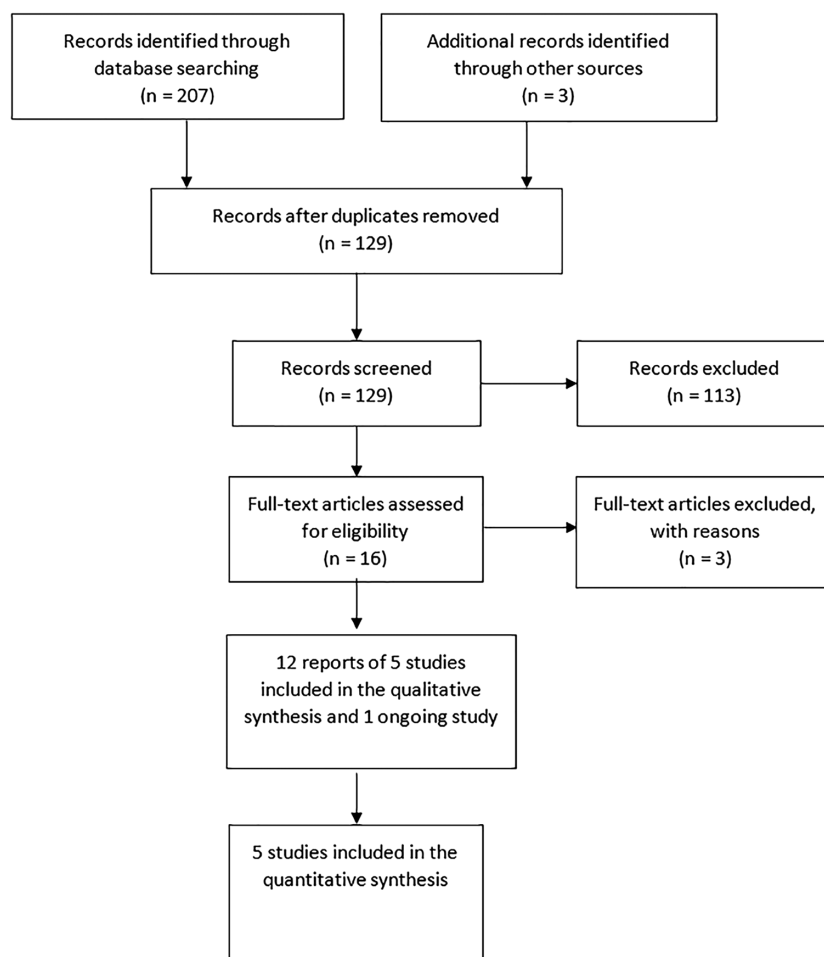 Records identified through
database searching
(n = 207)
Additional records identified
through other sources
(n = 3)
Records after duplicates removed
(n = 129)
Records screened
(n = 129)
Records excluded
(n = 113)
Full-text articles assessed
for eligibility
(n = 16)
Full-text articles excluded,
with reasons
(n = 3)
12 reports of 5 studies
included in the qualitative
synthesis and 1 ongoing study
5 studies included in the
quantitative synthesis